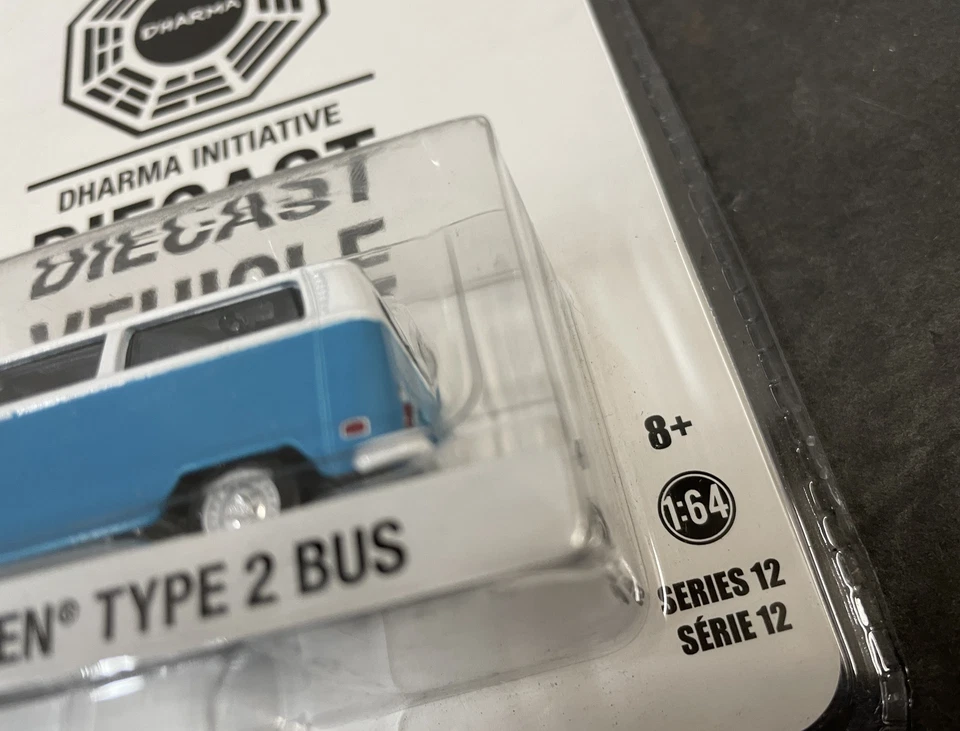 DHARMA
DHARMA INITIATIVE
DIECAST
VEHICLE
EN® TYPE 2 BUS
8+
1:64
SERIES 12
SÉRIE 12